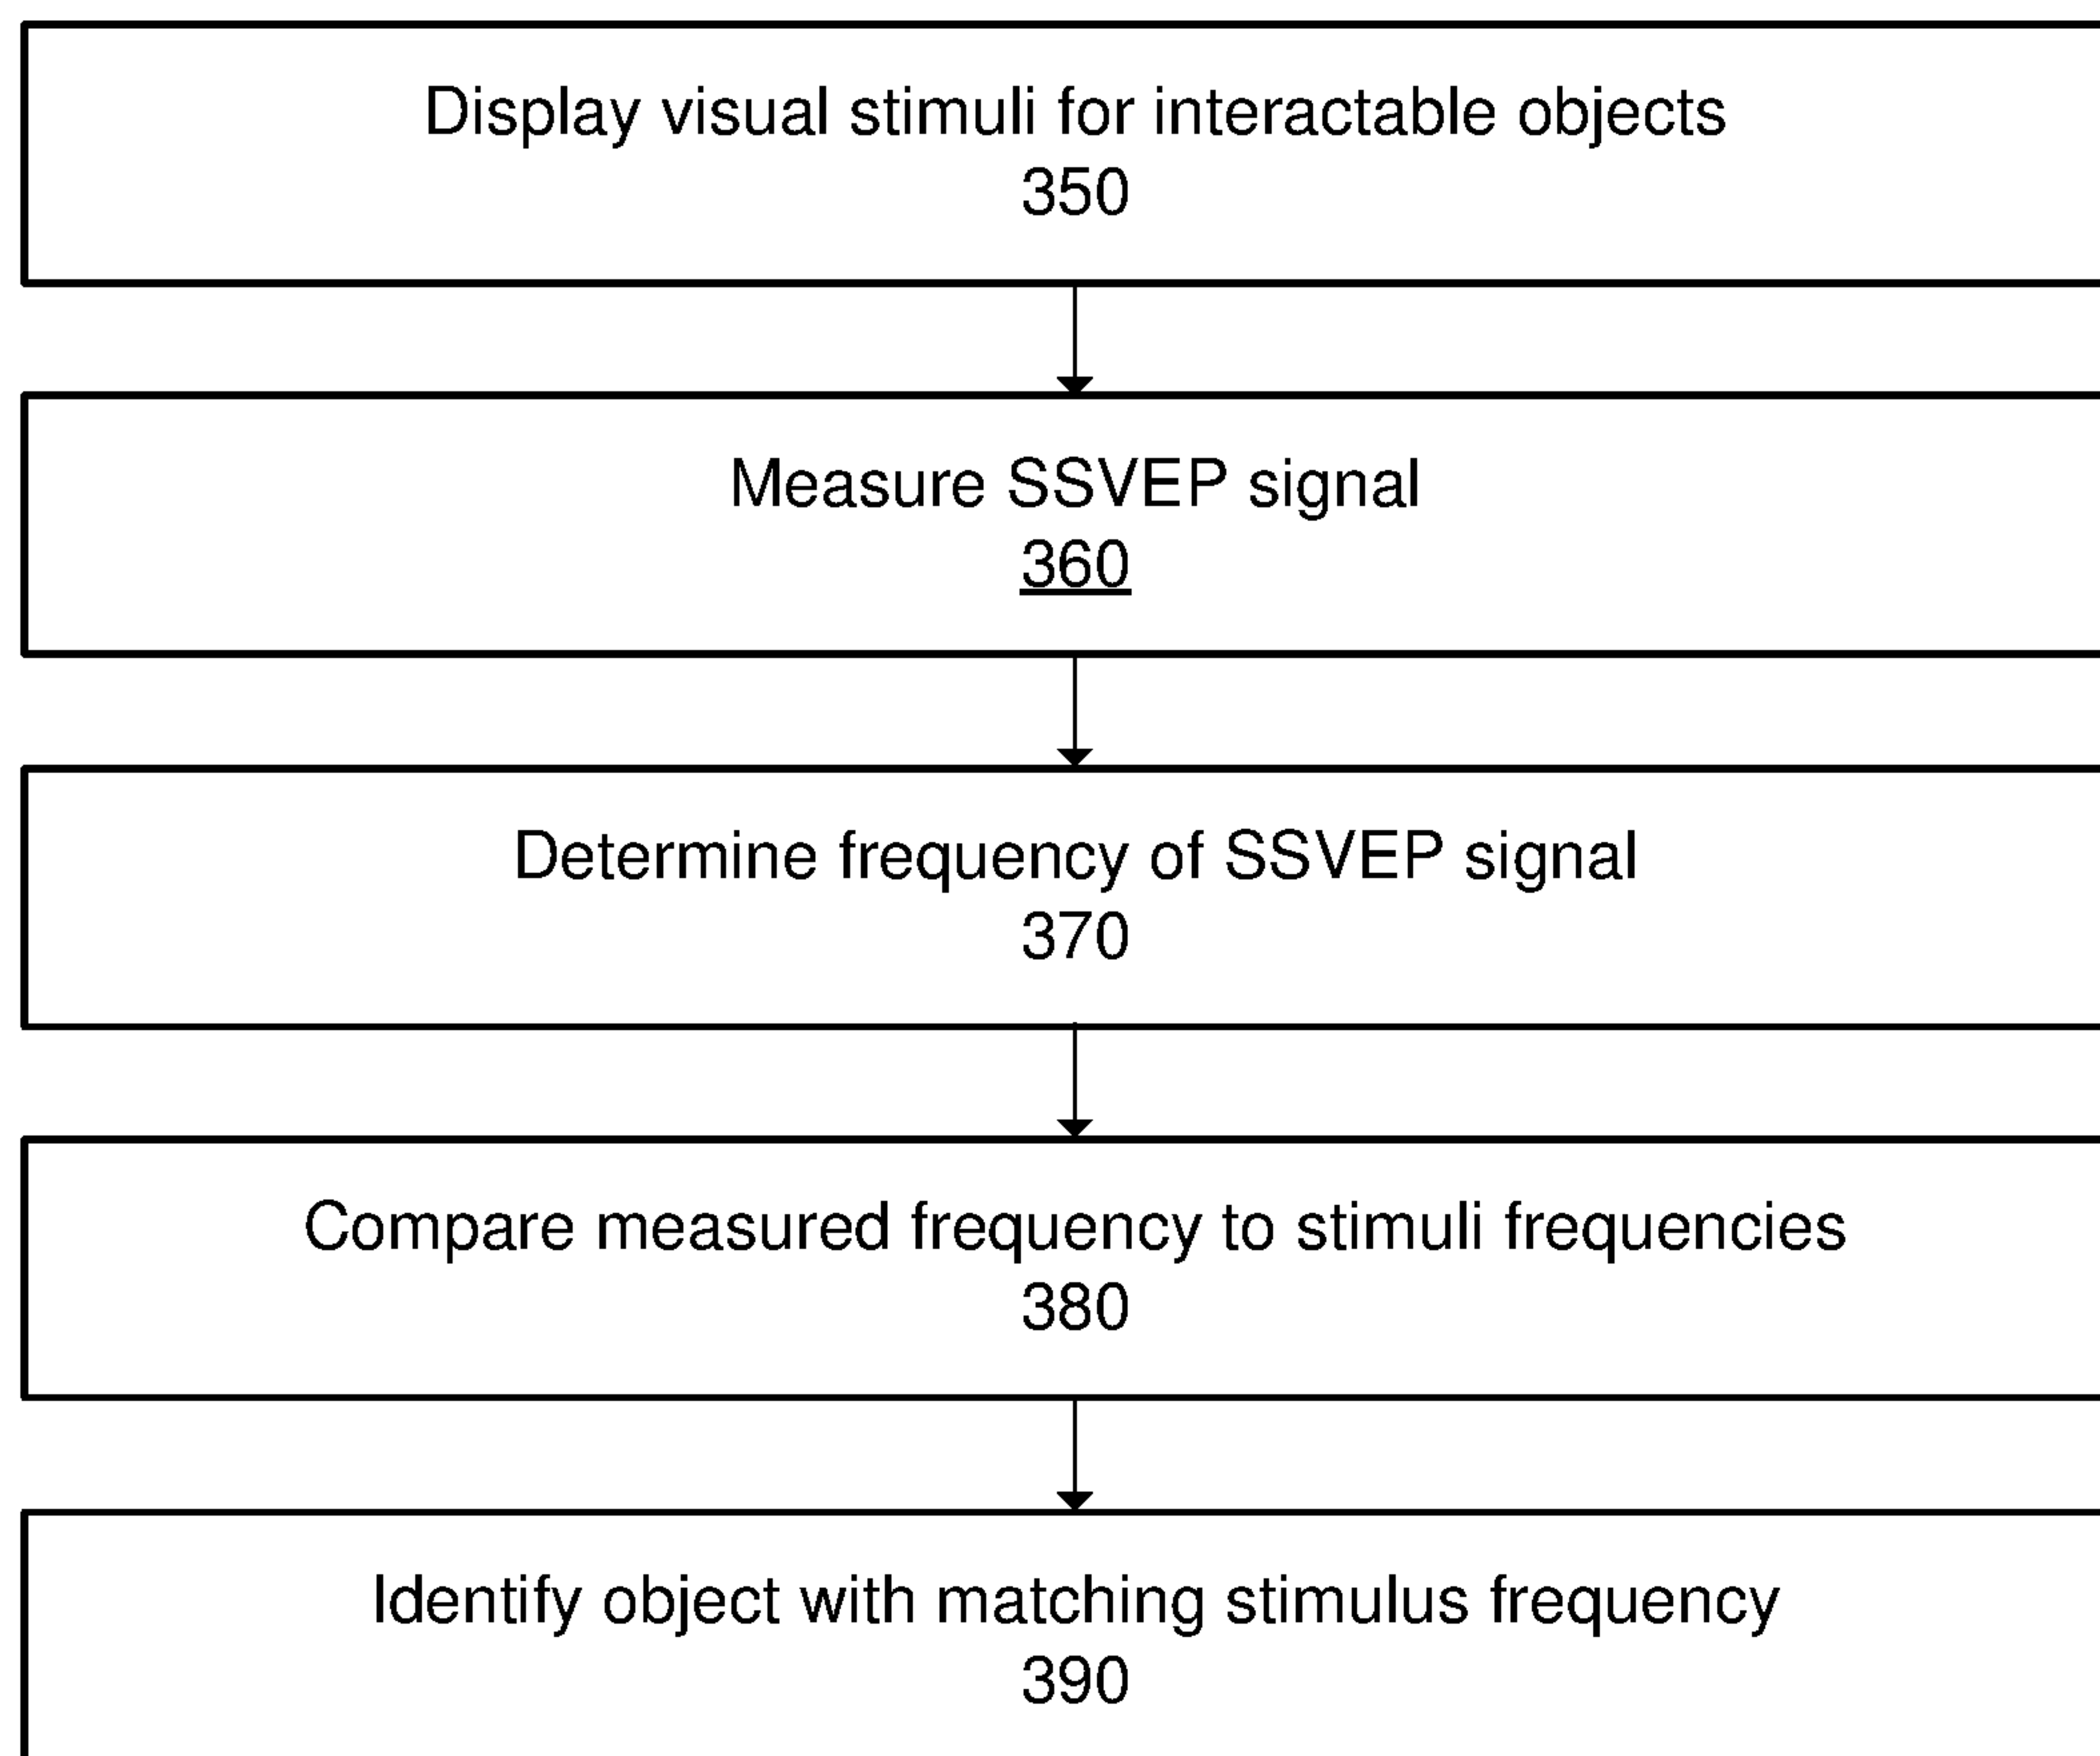 Display visual stimuli for interactable objects
350
Measure SSVEP signal
360
Determine frequency of SSVEP signal
370
Compare measured frequency to stimuli frequencies
380
Identify object with matching stimulus frequency
390